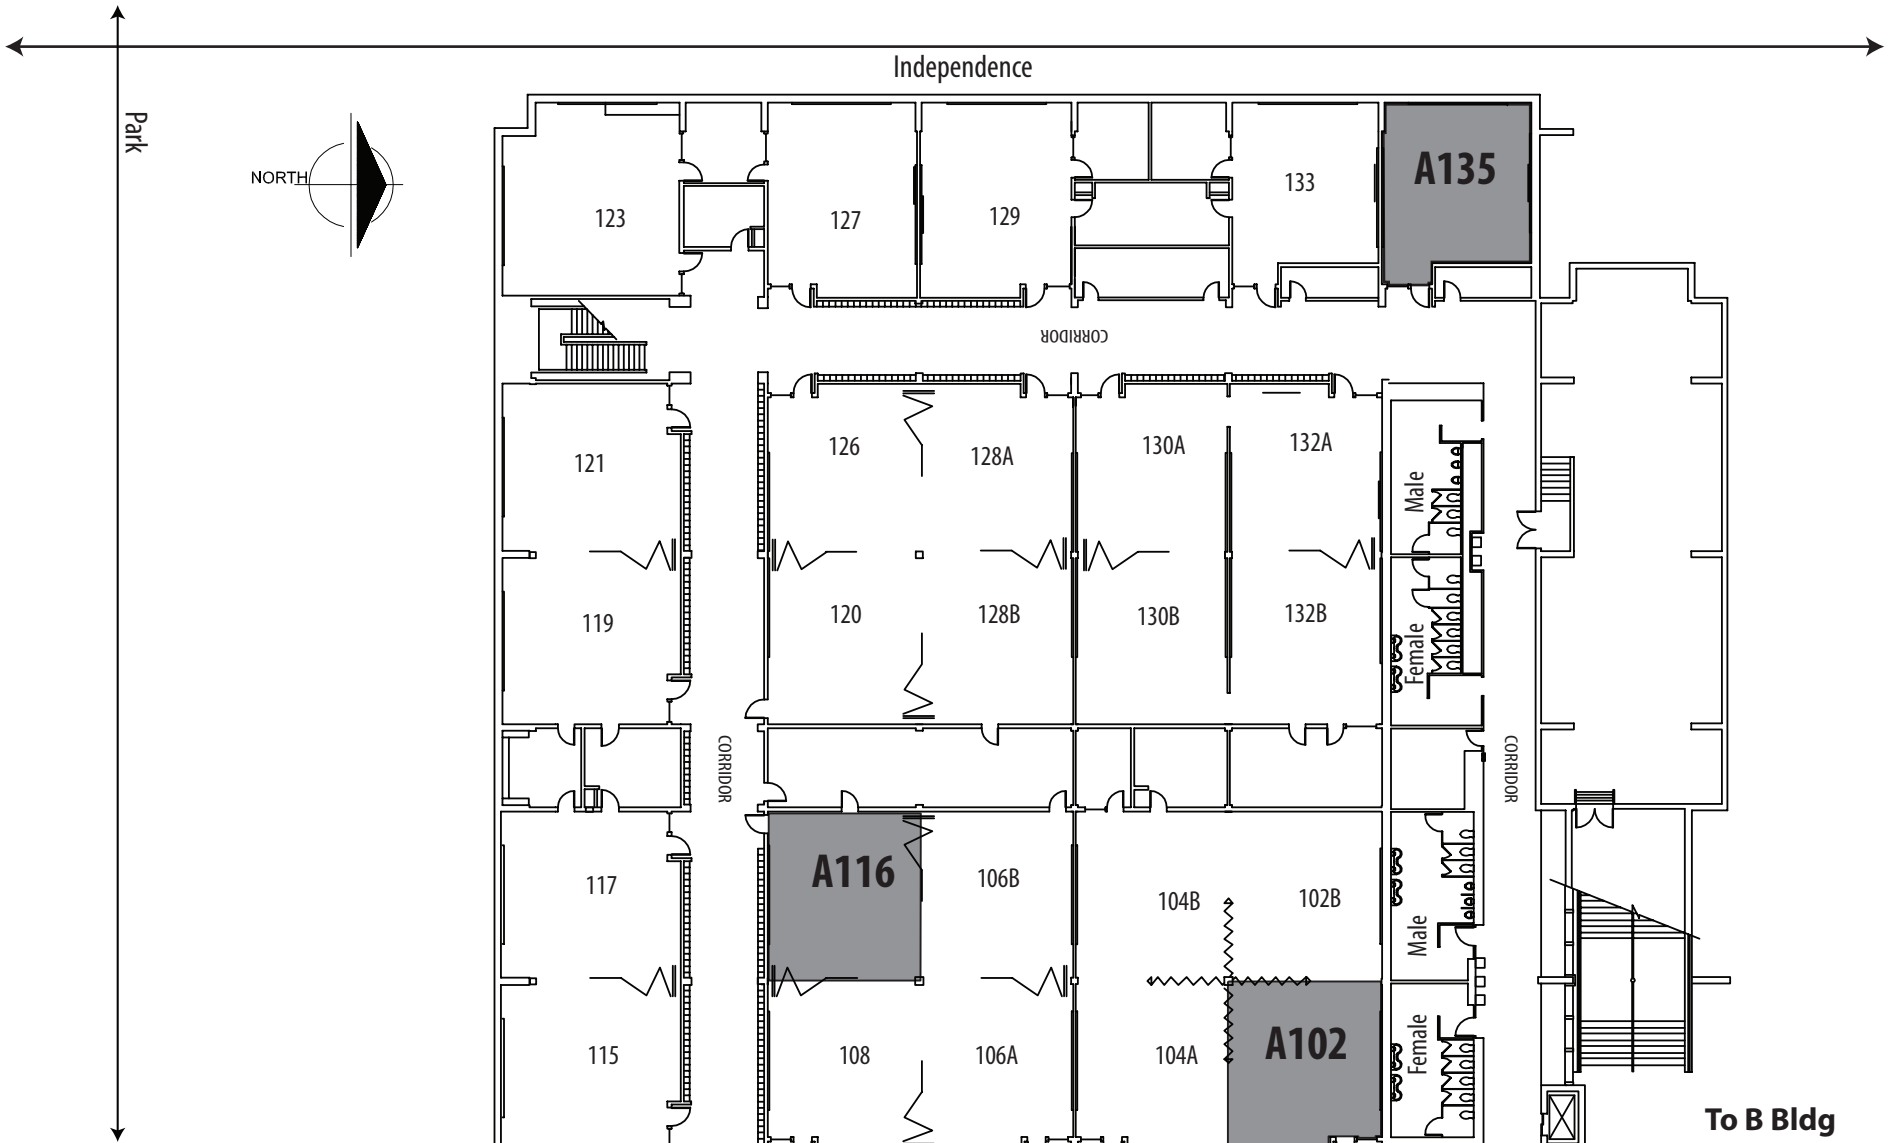 Independence
Park
NORTH
A135
133
123
127
129
CORRIDOR
121
126
128A
130A
132A
Male
119
120
128B
130B
132B
Female
CORRIDOR
CORRIDOR
117
A116
106B
104B
102B
Male
115
108
106A
104A
A102
Female
To B Bldg